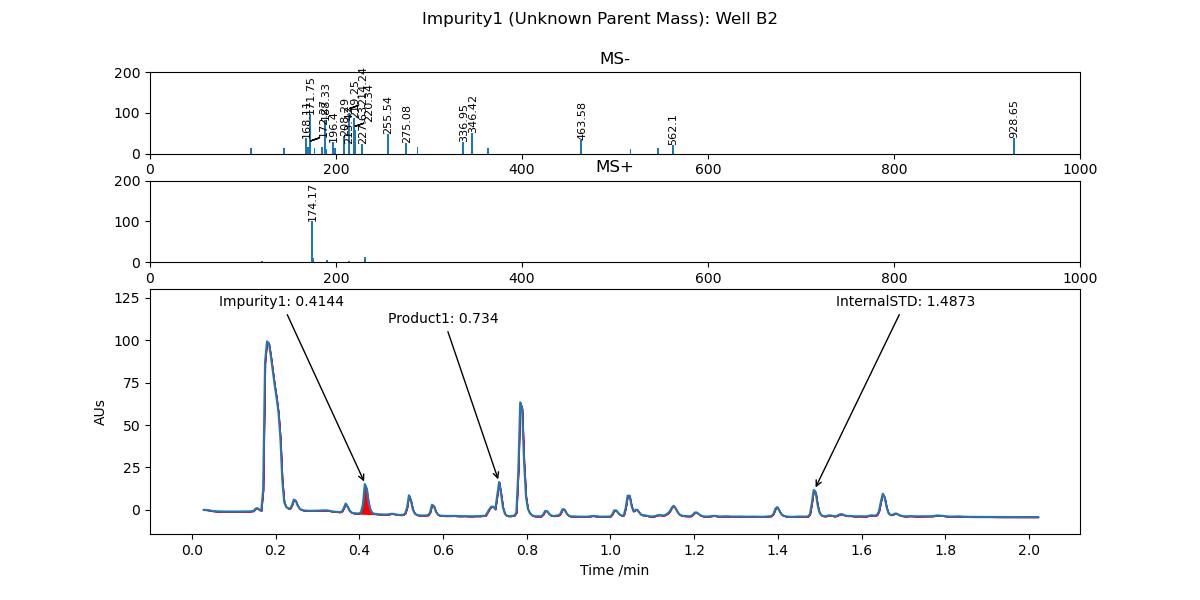 Impurity1 (Unknown Parent Mass): Well B2
MS-
200
100
0
168.11
171.75
188.33
196.4
208.29
219.25
214.24
220.34
227.63
255.54
275.08
336.95
346.42
463.58
562.1
928.65
0 200 400 600 800 1000
MS+
200
100
0
174.17
0 200 400 600 800 1000
Impurity1: 0.4144
InternalSTD: 1.4873
Product1: 0.734
125
100
75
50
25
0
AUs
0.0 0.2 0.4 0.6 0.8 1.0 1.2 1.4 1.6 1.8 2.0
Time /min